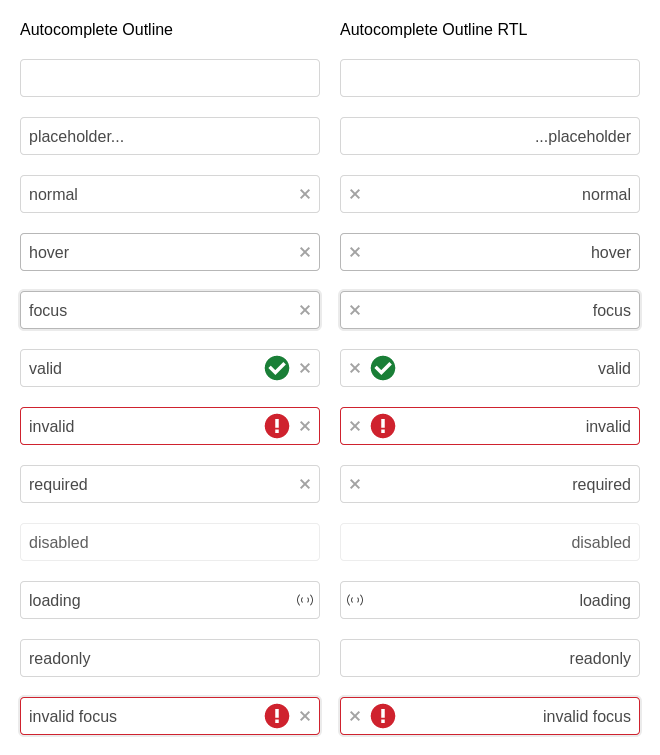 Autocomplete Outline
placeholder...
normal
hover
focus
valid
invalid
required
disabled
loading
readonly
invalid focus
Autocomplete Outline RTL
...placeholder
normal
hover
focus
valid
invalid
required
disabled
loading
readonly
invalid focus